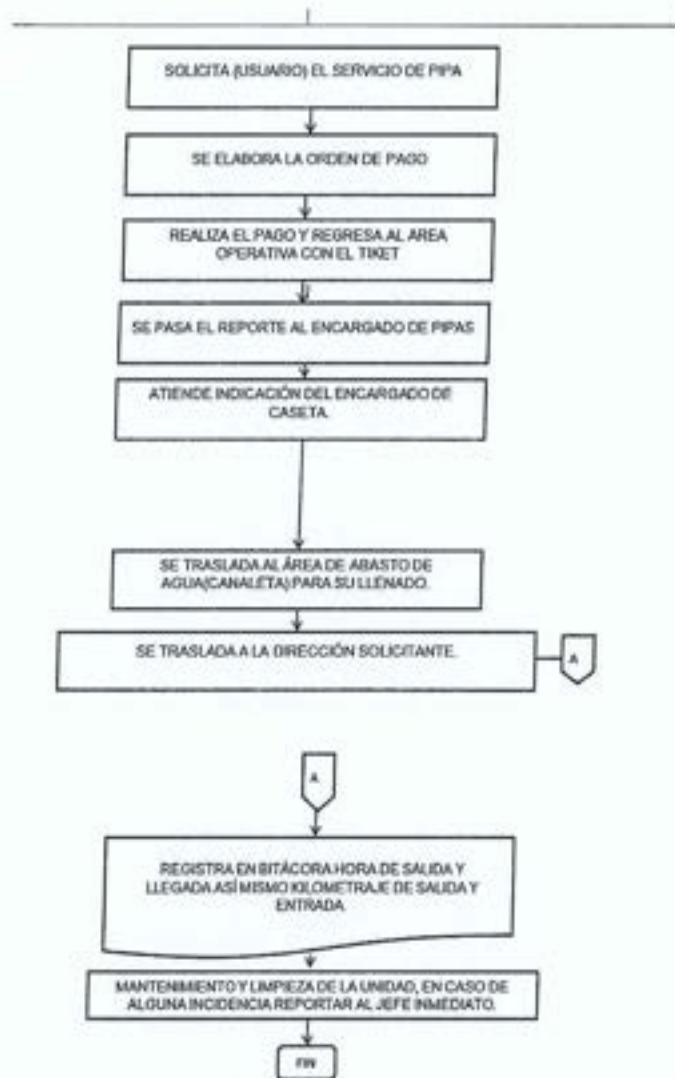 SOLICITA (USUARIO) EL SERVICIO DE PIPA
SE ELABORA LA ORDEN DE PAGO
REALIZA EL PAGO Y REGRESA AL AREA
OPERATIVA CON EL TIKET
SE PASA EL REPORTE AL ENCARGADO DE PIPAS
ATIENDE INDICACIÓN DEL ENCARGADO DE
CASETA.
SE TRASLADA AL ÁREA DE ABASTO DE
AGUA(CANALETA) PARA SU LLENADO.
SE TRASLADA A LA DIRECCIÓN SOLICITANTE.
A
A
REGISTRA EN BITÁCORA HORA DE SALIDA Y
LLEGADA ASÍ MISMO KILOMETRAJE DE SALIDA Y
ENTRADA
MANTENIMIENTO Y LIMPIEZA DE LA UNIDAD, EN CASO DE
ALGUNA INCIDENCIA REPORTAR AL JEFE INMEDIATO.
FIN